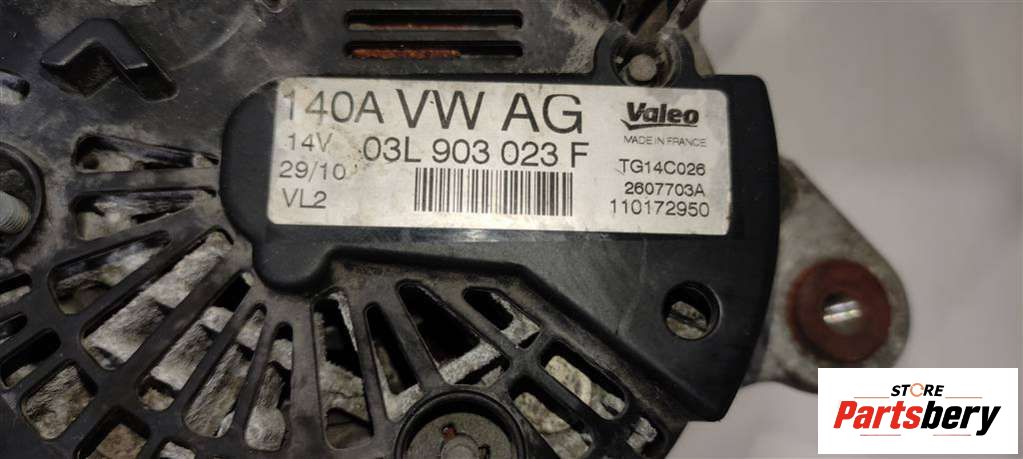 140A VW AG
14V 03L 903 023 F
29/10
VL2
Valeo
MADE IN FRANCE
TG14C026
2607703A
110172950
STORE
Partsbery